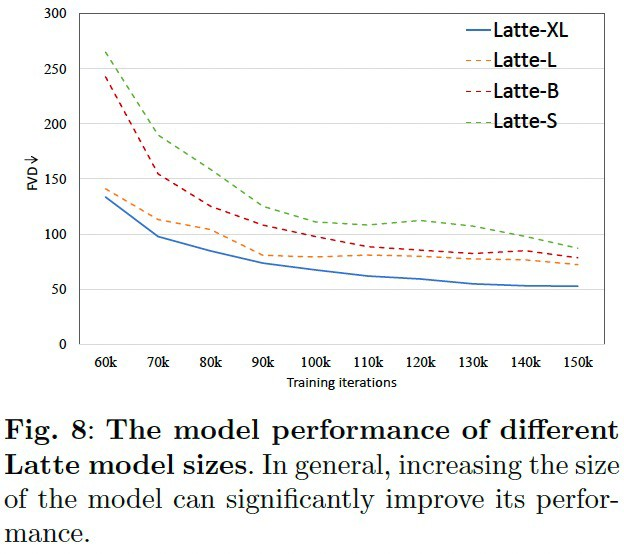 300
250
200
150
100
50
0
FVD↓
Latte-XL
Latte-L
Latte-B
Latte-S
60k 70k 80k 90k 100k 110k 120k 130k 140k 150k
Training iterations
Fig. 8: The model performance of different
Latte model sizes. In general, increasing the size
of the model can significantly improve its perfor-
mance.